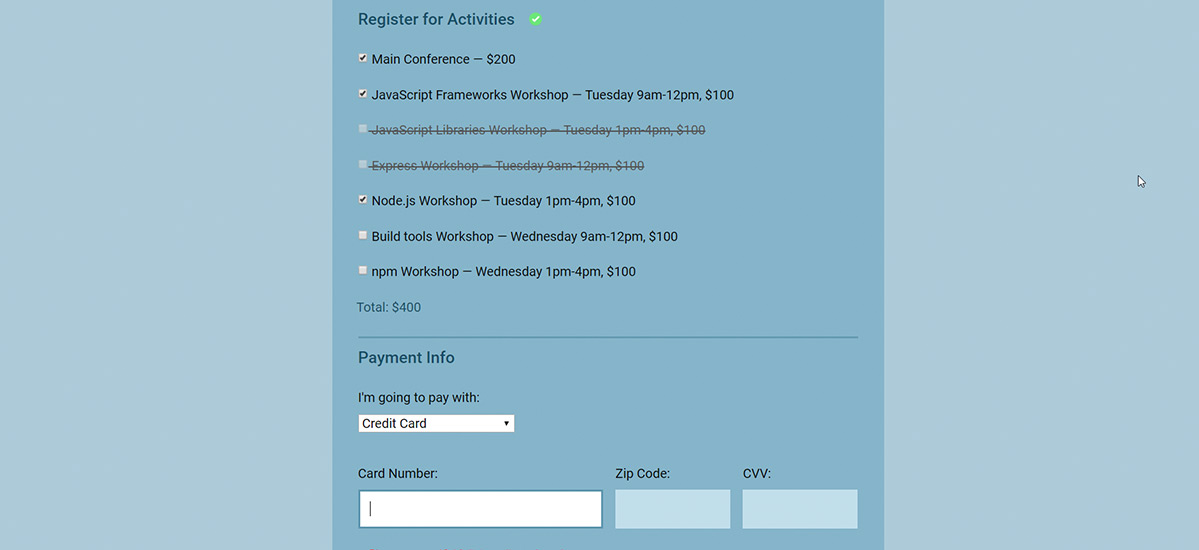 Register for Activities
Main Conference — $200
JavaScript Frameworks Workshop — Tuesday 9am-12pm, $100
JavaScript Libraries Workshop — Tuesday 1pm-4pm, $100
Express Workshop — Tuesday 9am-12pm, $100
Node.js Workshop — Tuesday 1pm-4pm, $100
Build tools Workshop — Wednesday 9am-12pm, $100
npm Workshop — Wednesday 1pm-4pm, $100
Total: $400
Payment Info
I'm going to pay with:
Credit Card
Card Number: Zip Code: CVV: